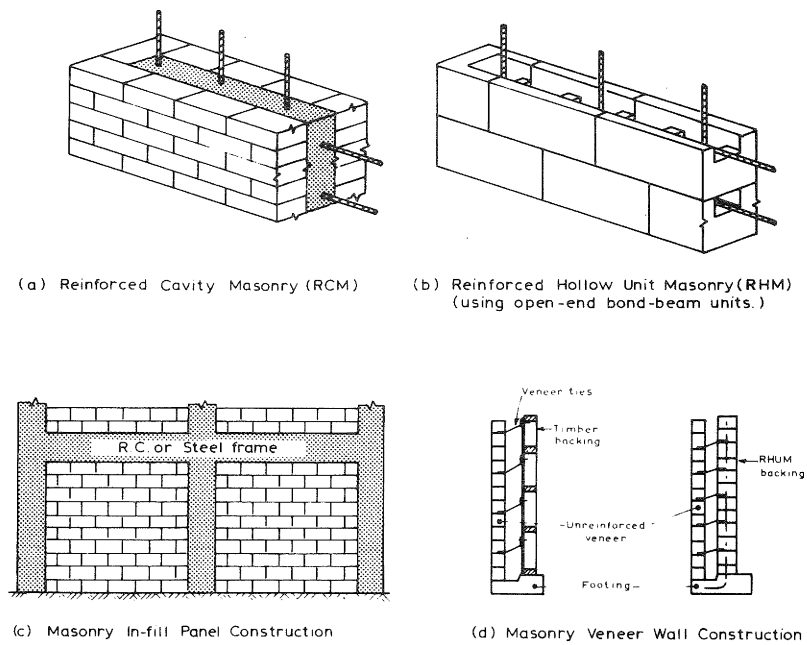 (a) Reinforced Cavity Masonry (RCM)
(b) Reinforced Hollow Unit Masonry (RHM)
(using open-end bond-beam units.)
R.C. or Steel frame
(c) Masonry In-fill Panel Construction
Veneer ties
Timber
backing
RHUM
backing
Unreinforced
veneer
Footing
(d) Masonry Veneer Wall Construction